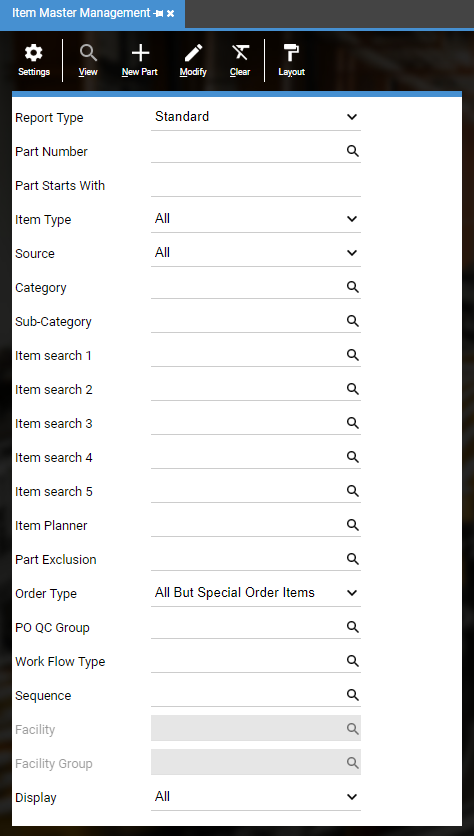 Item Master Management
Settings View New Part Modify Clear Layout
Report Type Standard
Part Number
Part Starts With
Item Type All
Source All
Category
Sub-Category
Item search 1
Item search 2
Item search 3
Item search 4
Item search 5
Item Planner
Part Exclusion
Order Type All But Special Order Items
PO QC Group
Work Flow Type
Sequence
Facility
Facility Group
Display All